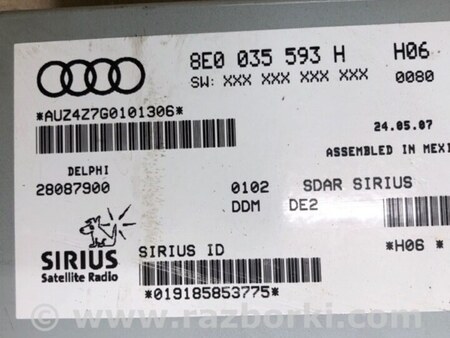 8E0 035 593 H H06
SW: XXX XXX XXX XXX 0080
*AUZ4Z7G0101306*
24.05.07
ASSEMBLED IN MEXI
DELPHI
28087900 0102 SDAR SIRIUS
DDM DE2
SIRIUS ID
SIRIUS
Satellite Radio
*H06 *
*019185853775*
© www.razborki.com